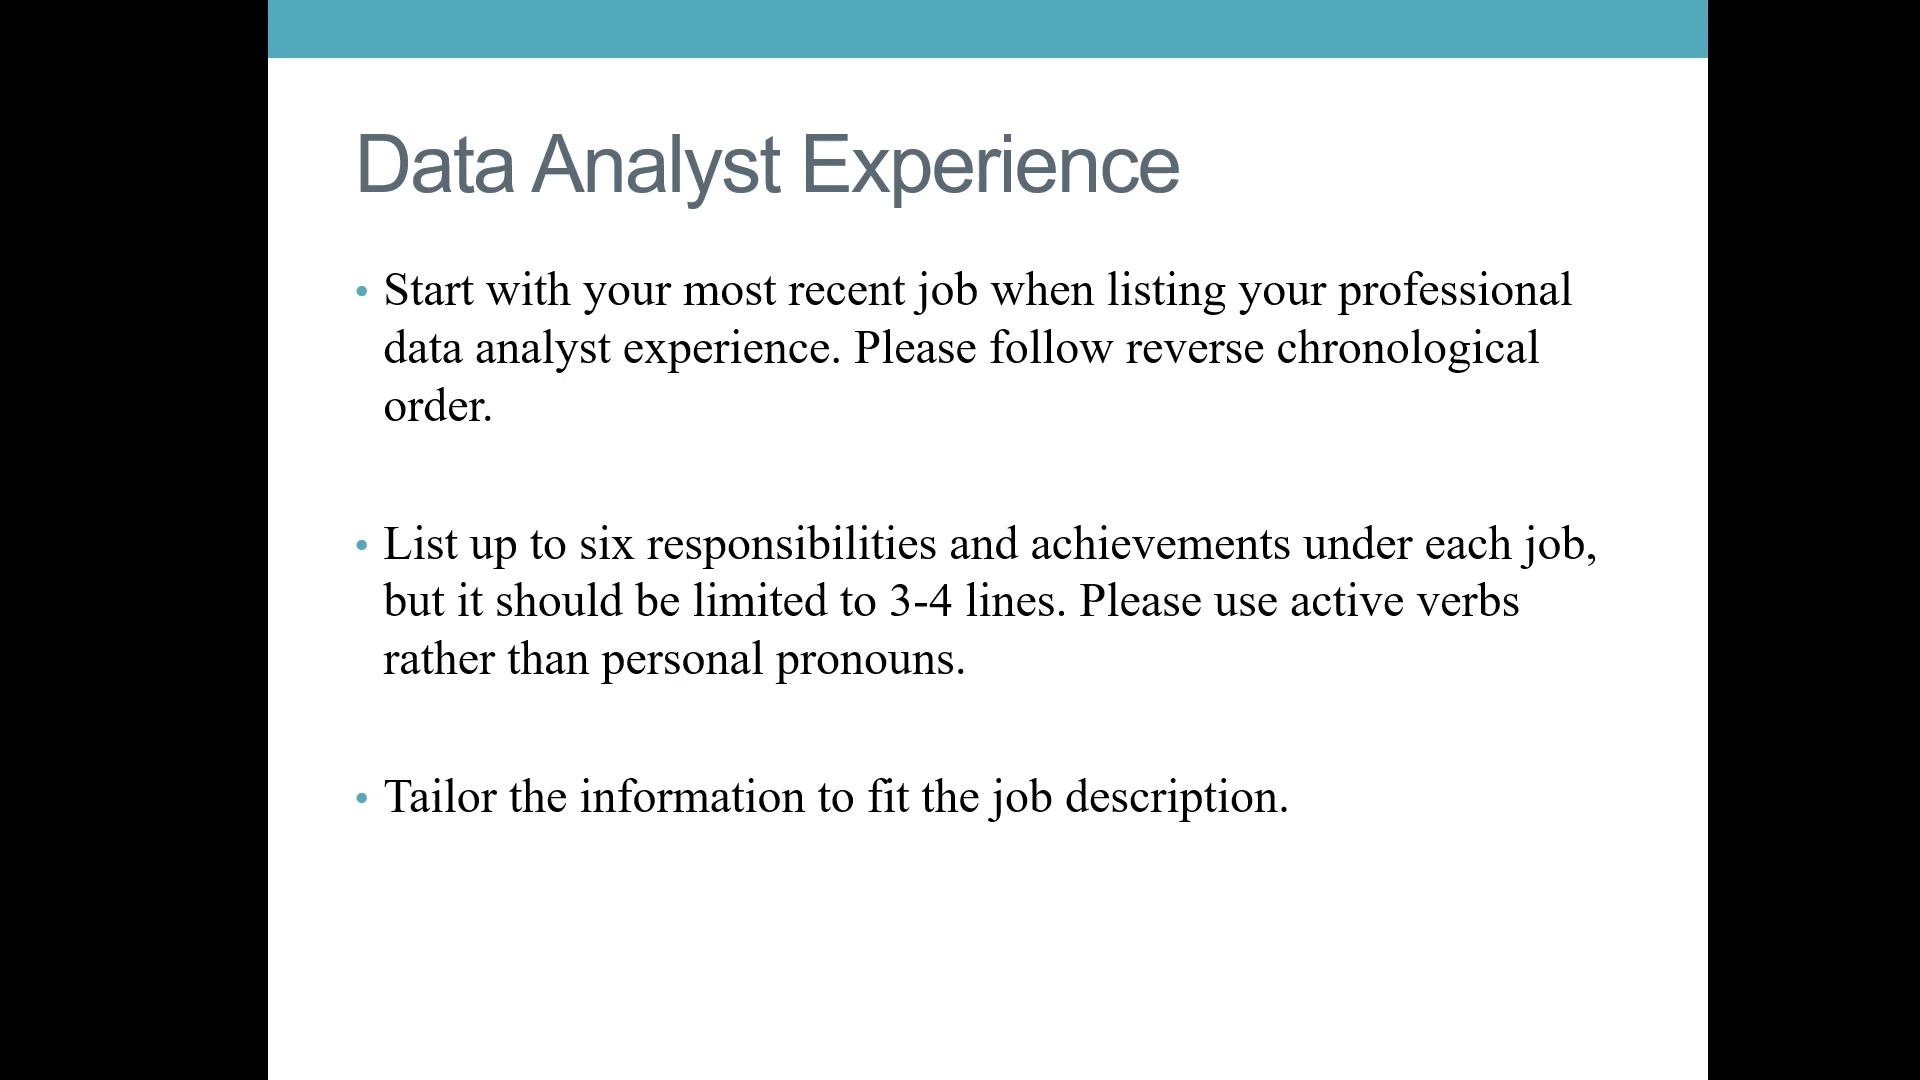 Data Analyst Experience
• Start with your most recent job when listing your professional
data analyst experience. Please follow reverse chronological
order.
• List up to six responsibilities and achievements under each job,
but it should be limited to 3-4 lines. Please use active verbs
rather than personal pronouns.
• Tailor the information to fit the job description.